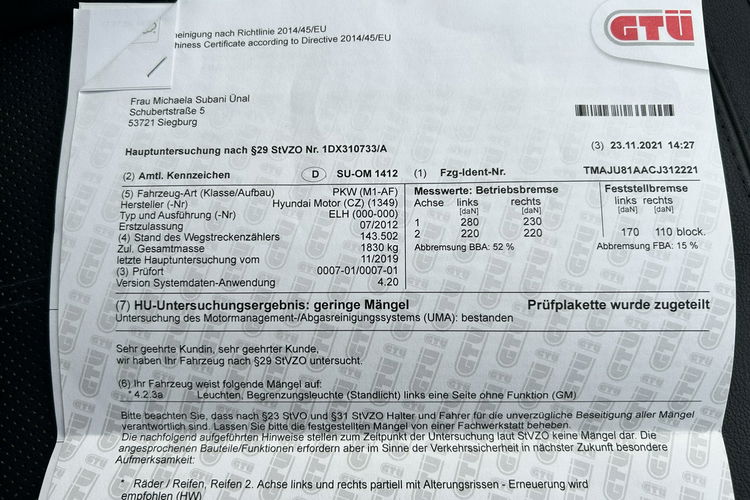 einigung nach Richtlinie 2014/45/EU
hiness Certificate according to Directive 2014/45/EU
GTÜ
Frau Michaela Subani Ünal
Schubertstraße 5
53721 Siegburg
(3) 23.11.2021 14:27
Hauptuntersuchung nach §29 StVZO Nr. 1DX310733/A
(2) Amtl. Kennzeichen D SU-OM 1412 (1) Fzg-Ident-Nr. TMAJU81AACJ312221
(5) Fahrzeug-Art (Klasse/Aufbau) PKW (M1-AF)
Hersteller (-Nr) Hyundai Motor (CZ) (1349)
Typ und Ausführung (-Nr) ELH (000-000)
Erstzulassung 07/2012
(4) Stand des Wegstreckenzählers 143.502
Zul. Gesamtmasse 1830 kg
letzte Hauptuntersuchung vom 11/2019
(3) Prüfort 0007-01/0007-01
Version Systemdaten-Anwendung 4.20
Messwerte: Betriebsbremse
Achse links rechts
[daN] [daN]
1 280 230
2 220 220
Abbremsung BBA: 52 %
Feststellbremse
links rechts
[daN] [daN]
170 110 block.
Abbremsung FBA: 15 %
(7) HU-Untersuchungsergebnis: geringe Mängel Prüfplakette wurde zugeteilt
Untersuchung des Motormanagement-/Abgasreinigungssystems (UMA): bestanden
Sehr geehrte Kundin, sehr geehrter Kunde,
wir haben Ihr Fahrzeug nach §29 StVZO untersucht.
(6) Ihr Fahrzeug weist folgende Mängel auf:
* 4.2.3a Leuchten, Begrenzungsleuchte (Standlicht) links eine Seite ohne Funktion (GM)
Bitte beachten Sie, dass nach §23 StVO und §31 StVZO Halter und Fahrer für die unverzügliche Beseitigung aller Mängel
verantwortlich sind. Lassen Sie bitte die festgestellten Mängel von einer Fachwerkstatt beheben.
Die nachfolgend aufgeführten Hinweise stellen zum Zeitpunkt der Untersuchung laut StVZO keine Mängel dar. Die
angesprochenen Bauteile/Funktionen erfordern aber im Sinne der Verkehrssicherheit in nächster Zukunft besondere
Aufmerksamkeit:
* Räder / Reifen, Reifen 2. Achse links und rechts partiell mit Alterungsrissen - Erneuerung wird
empfohlen (HW)